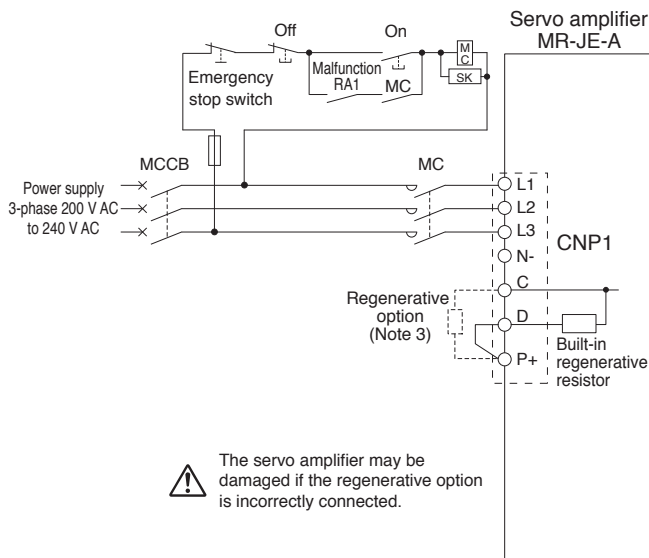 Servo amplifier
MR-JE-A
Off
On
Emergency
stop switch
Malfunction
RA1
MC
M
C
SK
MCCB
MC
Power supply
3-phase 200 V AC
to 240 V AC
L1
L2
L3
N-
C
D
P+
CNP1
Regenerative
option
(Note 3)
Built-in
regenerative
resistor
The servo amplifier may be
damaged if the regenerative option
is incorrectly connected.